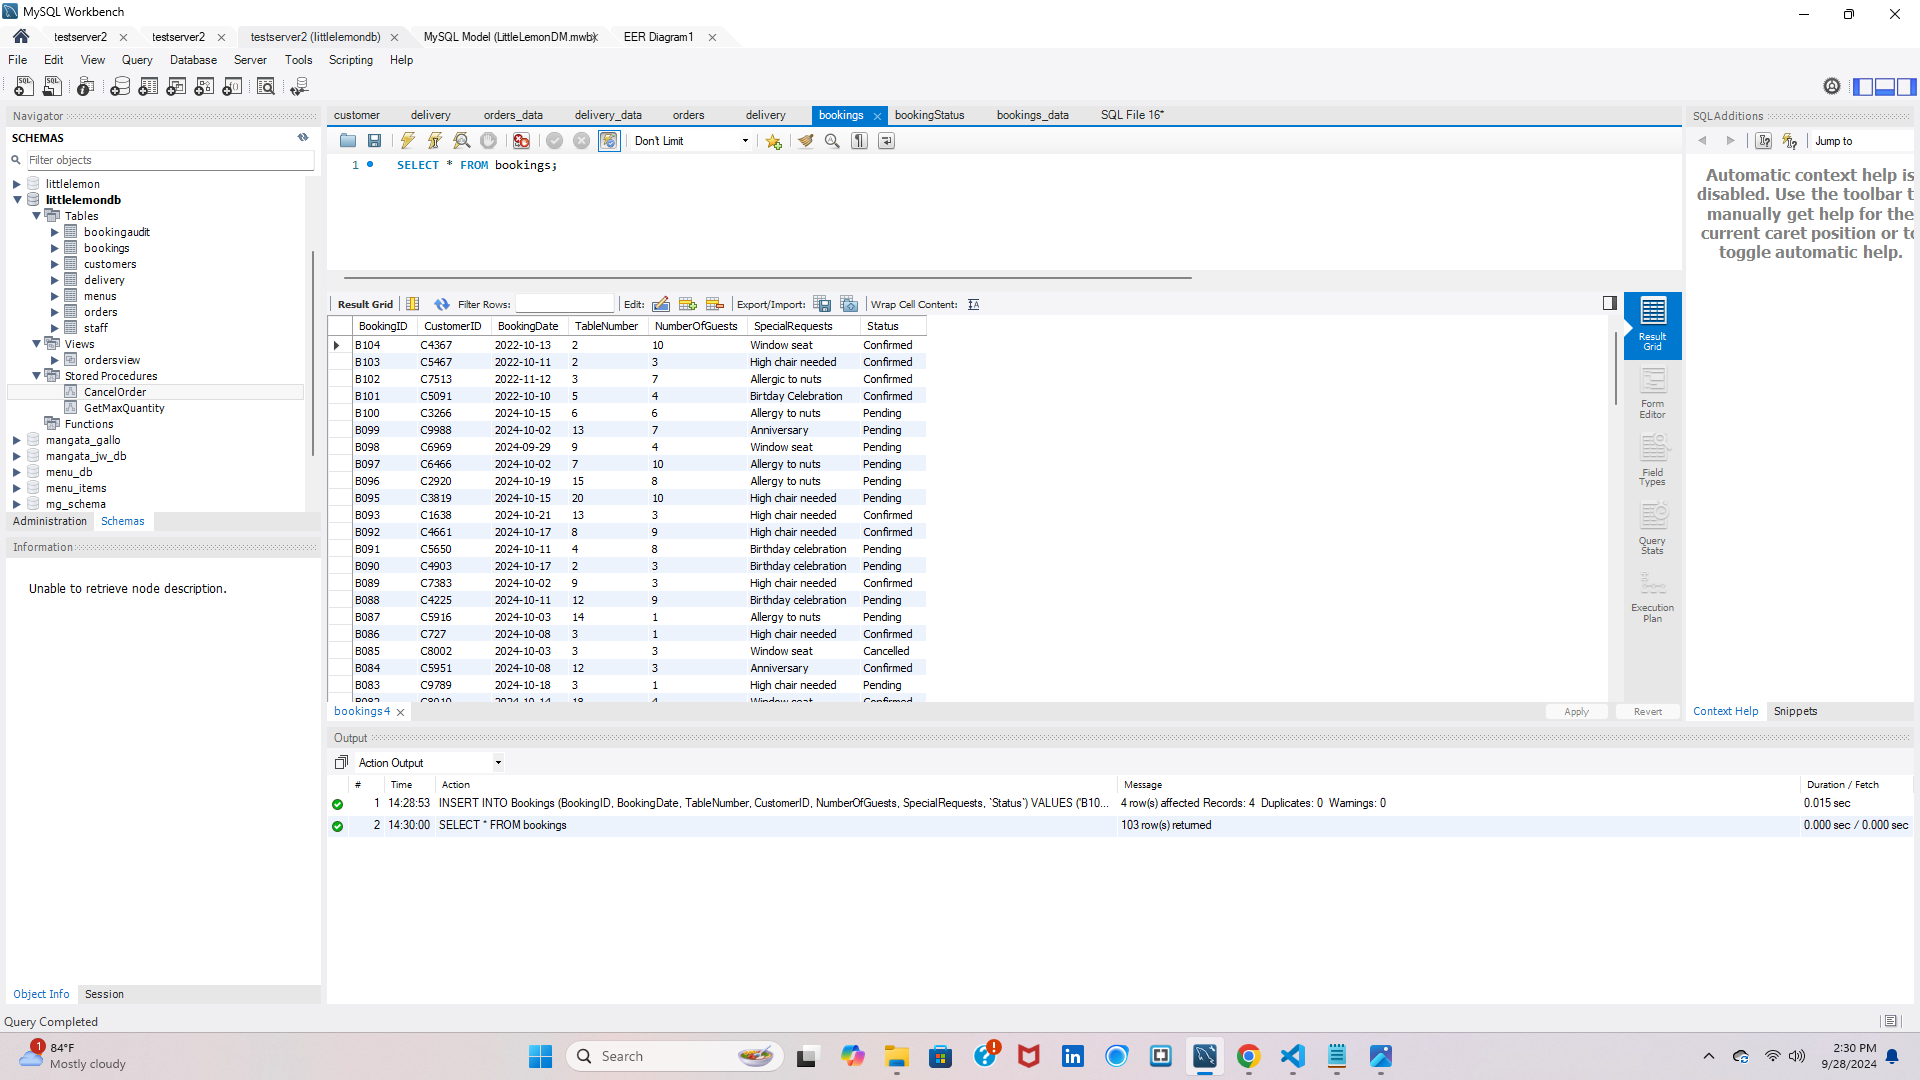 MySQL Workbench
testserver2
testserver2
testserver2 (littlelemondb)
MySQL Model (LittleLemonDM.mwb)
EER Diagram1
File Edit View Query Database Server Tools Scripting Help
Navigator
SCHEMAS
Filter objects
littlelemon
littlelemondb
Tables
bookingaudit
bookings
customers
delivery
menus
orders
staff
Views
ordersview
Stored Procedures
CancelOrder
GetMaxQuantity
Functions
mangata_gallo
mangata_jw_db
menu_db
menu_items
mg_schema
Administration Schemas
Information
Unable to retrieve node description.
Object Info Session
Query Completed
customer delivery orders_data delivery_data orders delivery bookings bookingStatus bookings_data SQL File 16*
Don't Limit
1 SELECT * FROM bookings;
Result Grid Filter Rows: Edit: Export/Import: Wrap Cell Content:
BookingID CustomerID BookingDate TableNumber NumberOfGuests SpecialRequests Status
B104 C4367 2022-10-13 2 10 Window seat Confirmed
B103 C5467 2022-10-11 2 3 High chair needed Confirmed
B102 C7513 2022-11-12 3 7 Allergic to nuts Confirmed
B101 C5091 2022-10-10 5 4 Birtday Celebration Confirmed
B100 C3266 2024-10-15 6 6 Allergy to nuts Pending
B099 C9988 2024-10-02 13 7 Anniversary Pending
B098 C6969 2024-09-29 9 4 Window seat Pending
B097 C6466 2024-10-02 7 10 Allergy to nuts Pending
B096 C2920 2024-10-19 15 8 Allergy to nuts Pending
B095 C3819 2024-10-15 20 10 High chair needed Pending
B093 C1638 2024-10-21 13 3 High chair needed Confirmed
B092 C4661 2024-10-17 8 9 High chair needed Confirmed
B091 C5650 2024-10-11 4 8 Birthday celebration Pending
B090 C4903 2024-10-17 2 3 Birthday celebration Pending
B089 C7383 2024-10-02 9 3 High chair needed Confirmed
B088 C4225 2024-10-11 12 9 Birthday celebration Pending
B087 C5916 2024-10-03 14 1 Allergy to nuts Pending
B086 C727 2024-10-08 3 1 High chair needed Confirmed
B085 C8002 2024-10-03 3 3 Window seat Cancelled
B084 C5951 2024-10-08 12 3 Anniversary Confirmed
B083 C9789 2024-10-18 3 1 High chair needed Pending
Result
Grid
Form
Editor
Field
Types
Query
Stats
Execution
Plan
bookings4
Apply Revert
Output
Action Output
# Time Action Message Duration / Fetch
1 14:28:53 INSERT INTO Bookings (BookingID, BookingDate, TableNumber, CustomerID, NumberOfGuests, SpecialRequests, `Status`) VALUES ('B10... 4 row(s) affected Records: 4 Duplicates: 0 Warnings: 0 0.015 sec
2 14:30:00 SELECT * FROM bookings 103 row(s) returned 0.000 sec / 0.000 sec
SQLAdditions
Jump to
Automatic context help is
disabled. Use the toolbar t
manually get help for the
current caret position or to
toggle automatic help.
Context Help Snippets
1
84°F
Mostly cloudy
Search
2:30 PM
9/28/2024